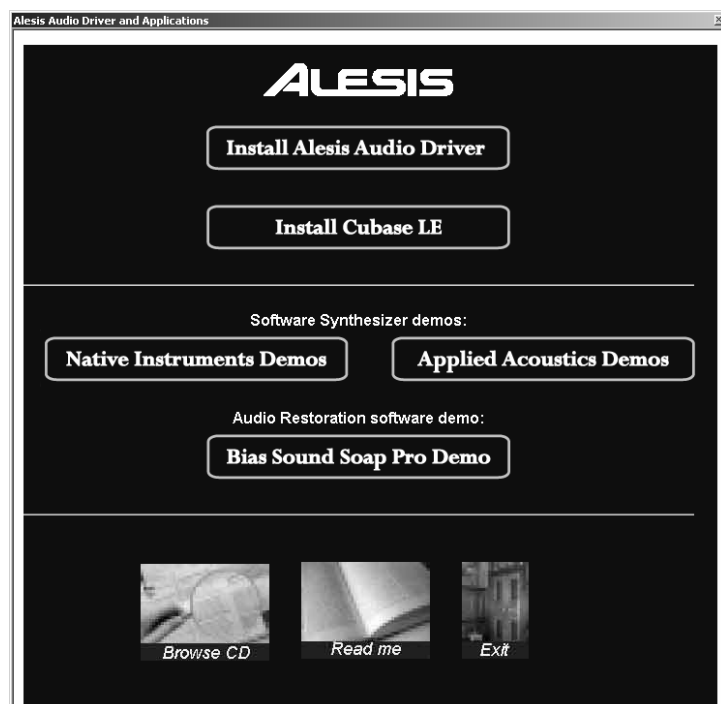 Alesis Audio Driver and Applications
ALESIS
Install Alesis Audio Driver
Install Cubase LE
Software Synthesizer demos:
Native Instruments Demos
Applied Acoustics Demos
Audio Restoration software demo:
Bias Sound Soap Pro Demo
Browse CD
Read me
Exit